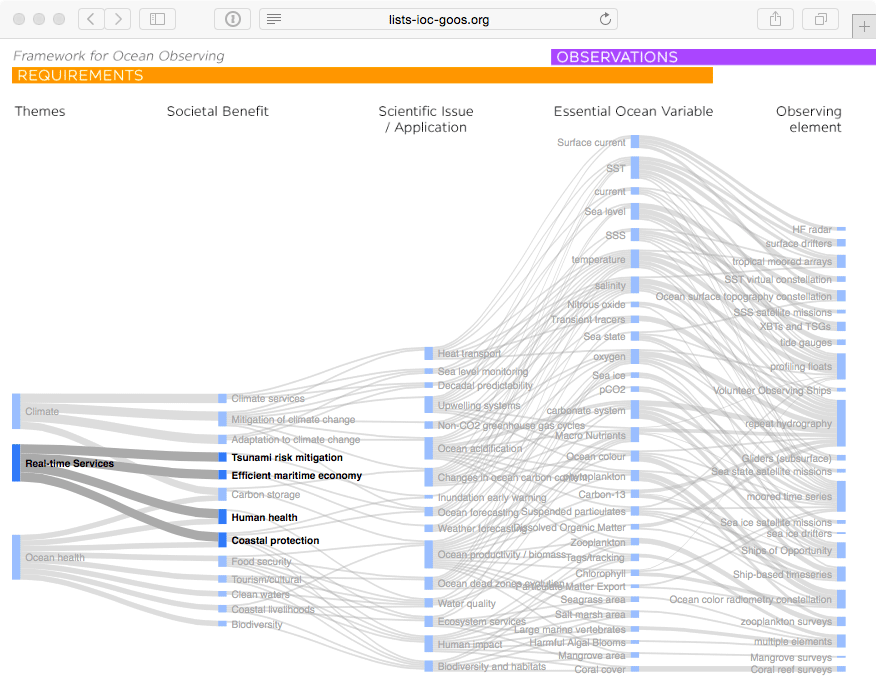 lists-ioc-goos.org
Framework for Ocean Observing
OBSERVATIONS
REQUIREMENTS
Themes
Societal Benefit
Scientific Issue
/ Application
Essential Ocean Variable
Observing
element
Climate
Real-time Services
Ocean health
Climate services
Mitigation of climate change
Adaptation to climate change
Tsunami risk mitigation
Efficient maritime economy
Carbon storage
Human health
Coastal protection
Food security
Tourism/cultural
Clean waters
Coastal livelihoods
Biodiversity
Heat transport
Sea level monitoring
Decadal predictability
Upwelling systems
Non-CO2 greenhouse gas cycles
Ocean acidification
Changes in ocean carbon content
Inundation early warning
Ocean forecasting
Weather forecasting
Ocean productivity / biomass
Ocean dead zones evolution
Water quality
Ecosystem services
Human impact
Biodiversity and habitats
Surface current
SST
current
Sea level
SSS
temperature
salinity
Nitrous oxide
Transient tracers
Sea state
oxygen
Sea ice
pCO2
carbonate system
Macro Nutrients
Ocean colour
phytoplankton
Carbon-13
Suspended particulates
Dissolved Organic Matter
Zooplankton
Tags/tracking
Chlorophyll
Particulate Matter Export
Seagrass area
Salt marsh area
Large marine vertebrates
Harmful Algal Blooms
Mangrove area
Coral cover
HF radar
surface drifters
tropical moored arrays
SST virtual constellation
Ocean surface topography constellation
SSS satellite missions
XBTs and TSGs
tide gauges
profiling floats
Volunteer Observing Ships
repeat hydrography
Gliders (subsurface)
Sea state satellite missions
moored time series
Sea ice satellite missions
sea ice drifters
Ships of Opportunity
Ship-based timeseries
Ocean color radiometry constellation
zooplankton surveys
multiple elements
Mangrove surveys
Coral reef surveys